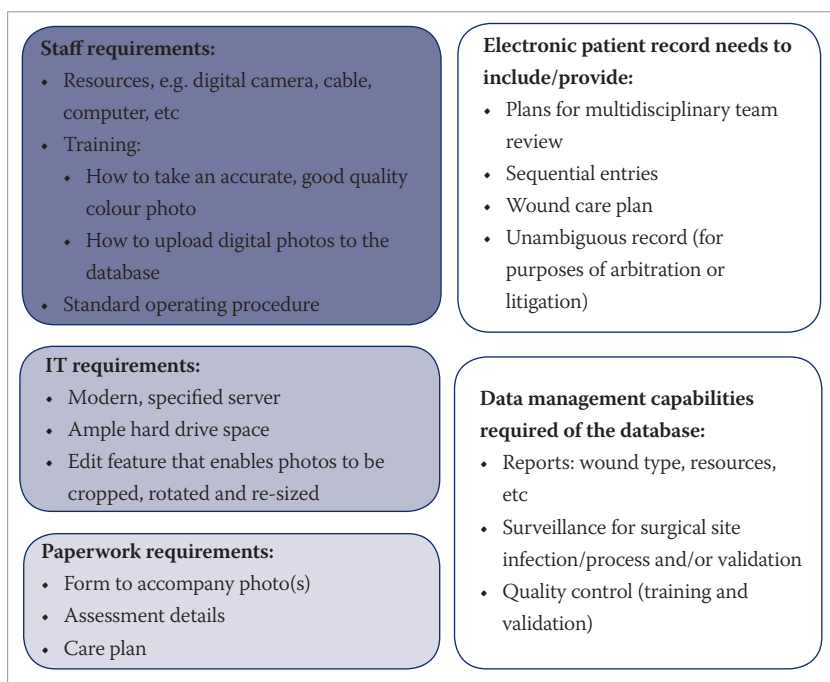 Staff requirements:
• Resources, e.g. digital camera, cable,
computer, etc
• Training:
• How to take an accurate, good quality
colour photo
• How to upload digital photos to the
database
• Standard operating procedure
IT requirements:
• Modern, specified server
• Ample hard drive space
• Edit feature that enables photos to be
cropped, rotated and re-sized
Paperwork requirements:
• Form to accompany photo(s)
• Assessment details
• Care plan
Electronic patient record needs to
include/provide:
• Plans for multidisciplinary team
review
• Sequential entries
• Wound care plan
• Unambiguous record (for
purposes of arbitration or
litigation)
Data management capabilities
required of the database:
• Reports: wound type, resources,
etc
• Surveillance for surgical site
infection/process and/or validation
• Quality control (training and
validation)